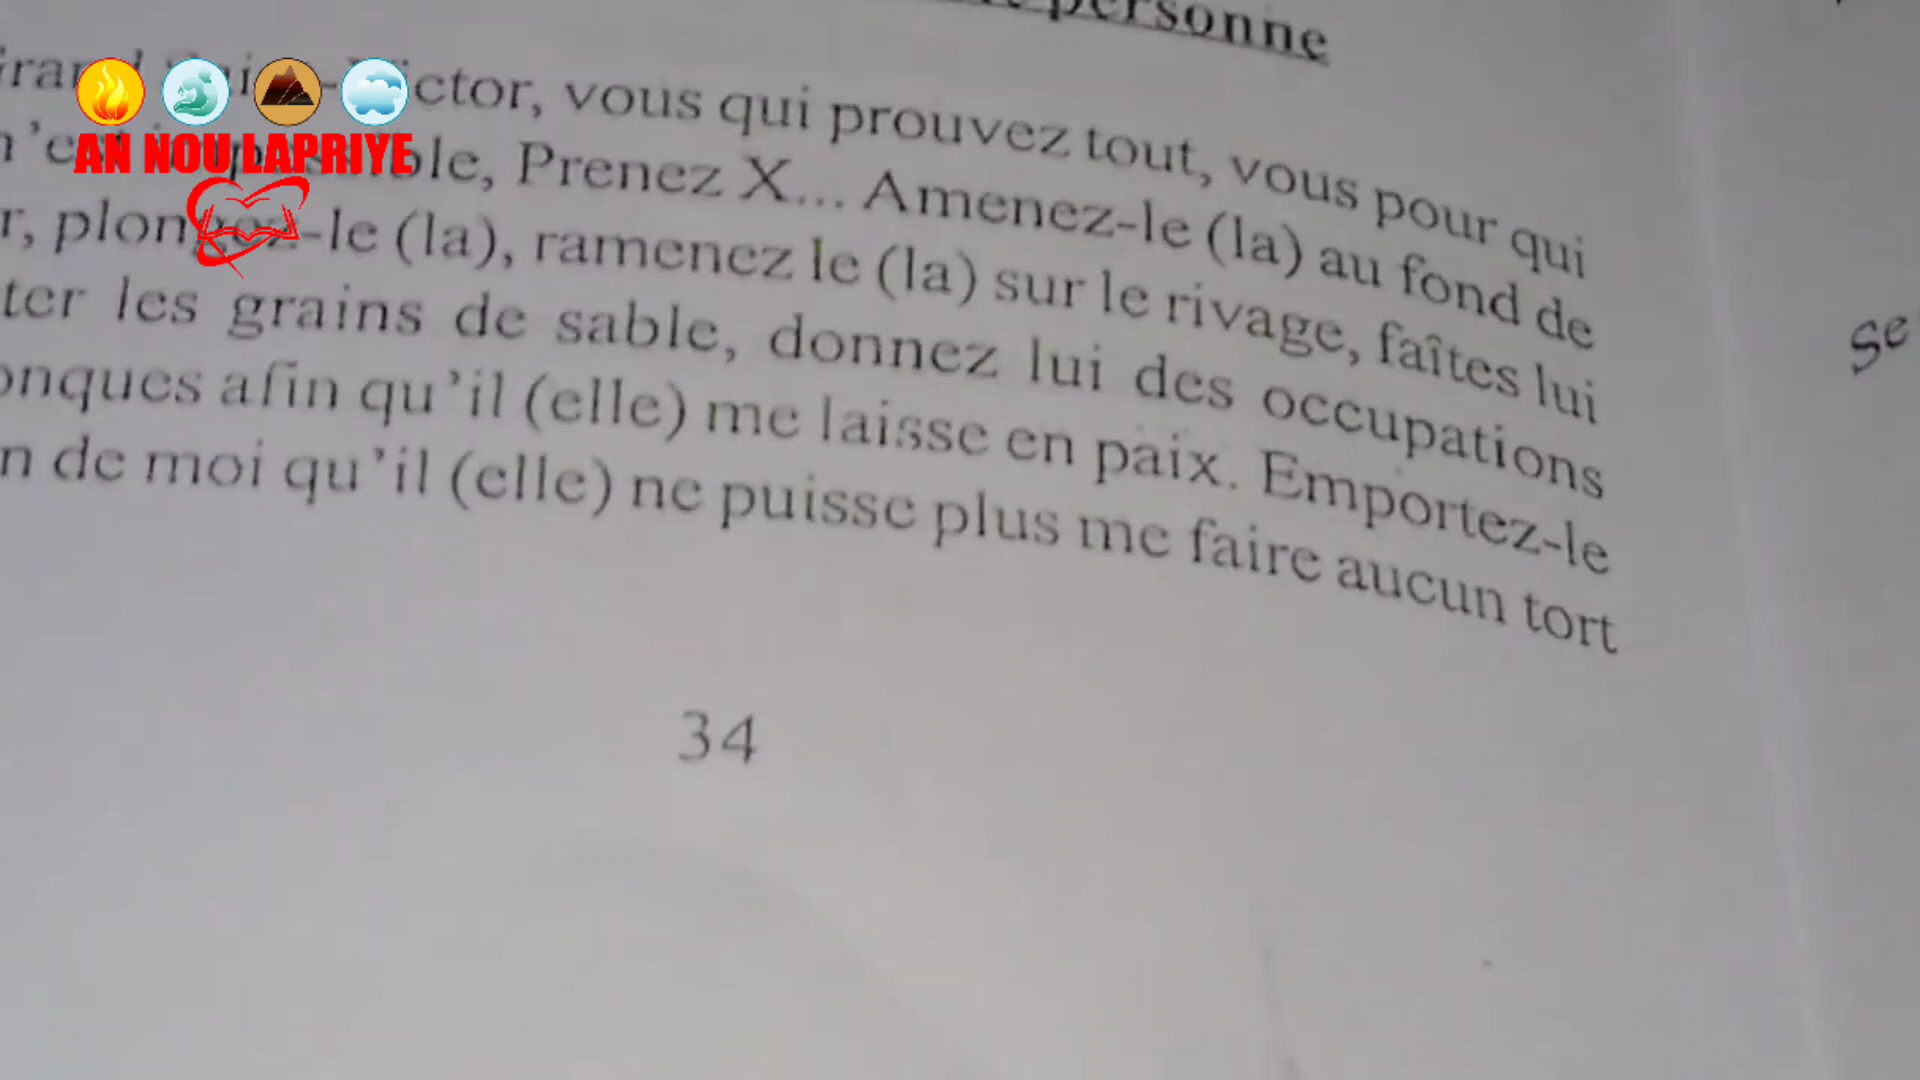 personne
-Victor, vous qui prouvez tout, vous pour qui
Prenez X... Amenez-le (la) au fond de
r, plongez-le (la), ramenez le (la) sur le rivage, faîtes lui
ter les grains de sable, donnez lui des occupations
onques afin qu'il (elle) me laisse en paix. Emportez-le
n de moi qu'il (elle) ne puisse plus me faire aucun tort
34
se
AN NOU LAPRIYE